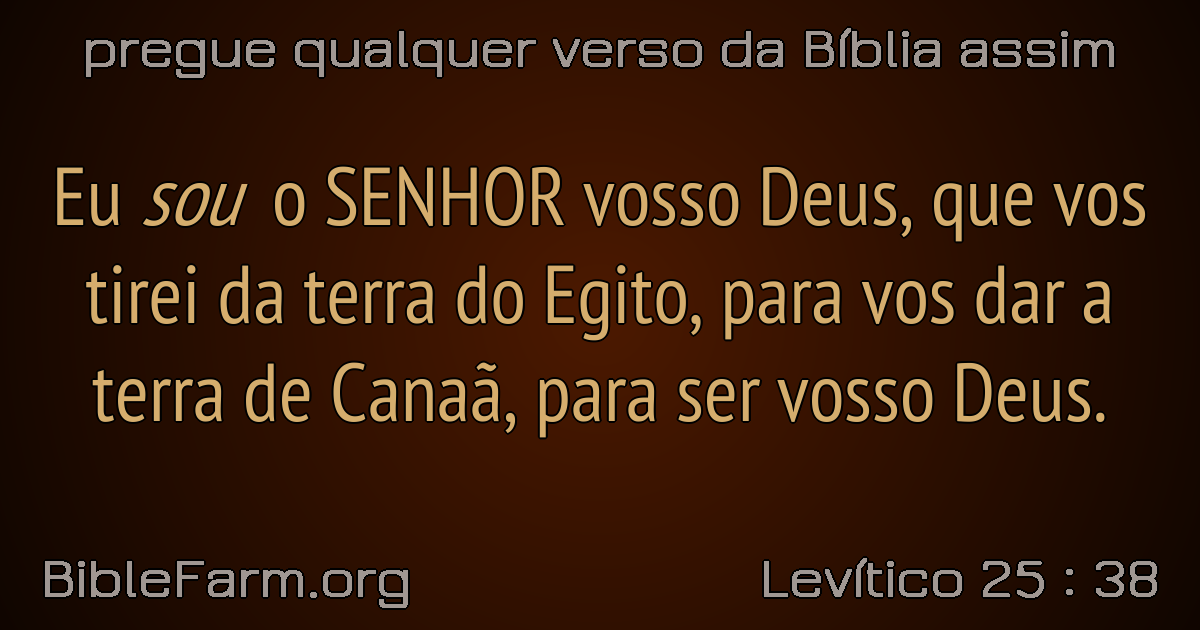 pregue qualquer verso da Bíblia assim
Eu sou o SENHOR vosso Deus, que vos
tirei da terra do Egito, para vos dar a
terra de Canaã, para ser vosso Deus.
BibleFarm.org
Levítico 25 : 38